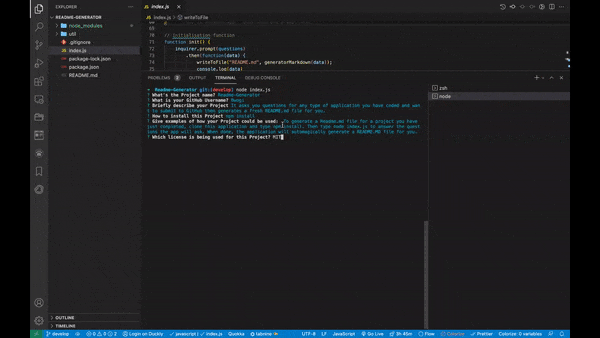 EXPLORER
README-GENERATOR
node_modules
util
.gitignore
index.js
package-lock.json
package.json
README.md
OUTLINE
TIMELINE
index.js
index.js > writeToFile
69
70 // initialization function
71 function init() {
72 inquirer.prompt(questions)
73 .then(function(data) {
74 writeToFile("README.md", generatorMarkdown(data));
75 console.log(data)
PROBLEMS 2 OUTPUT TERMINAL DEBUG CONSOLE
Readme-Generator git:(develop) node index.js
? What's the Project name? Readme-Generator
? What is your GitHub Username?
? Briefly describe your Project It asks you questions for any type of application you have coded and want to submit to GitHub then generates a fresh README.md file for you.
? How to install this Project npm install
? Give examples of how your Project could be used: To generate a Readme.md file for a project you have just completed, clone this application and type npm install. Then type node index.js to answer the questions the app will ask. When done, the application will automagically generate a README.MD file for you.
? Which license is being used for this Project? MIT
zsh
node
develop 0 2 0 Login on Duckly javascript index.js Quokka tabnine UTF-8 LF JavaScript Go Live 3h 40m Flow Prettier Colorize: 0 variables